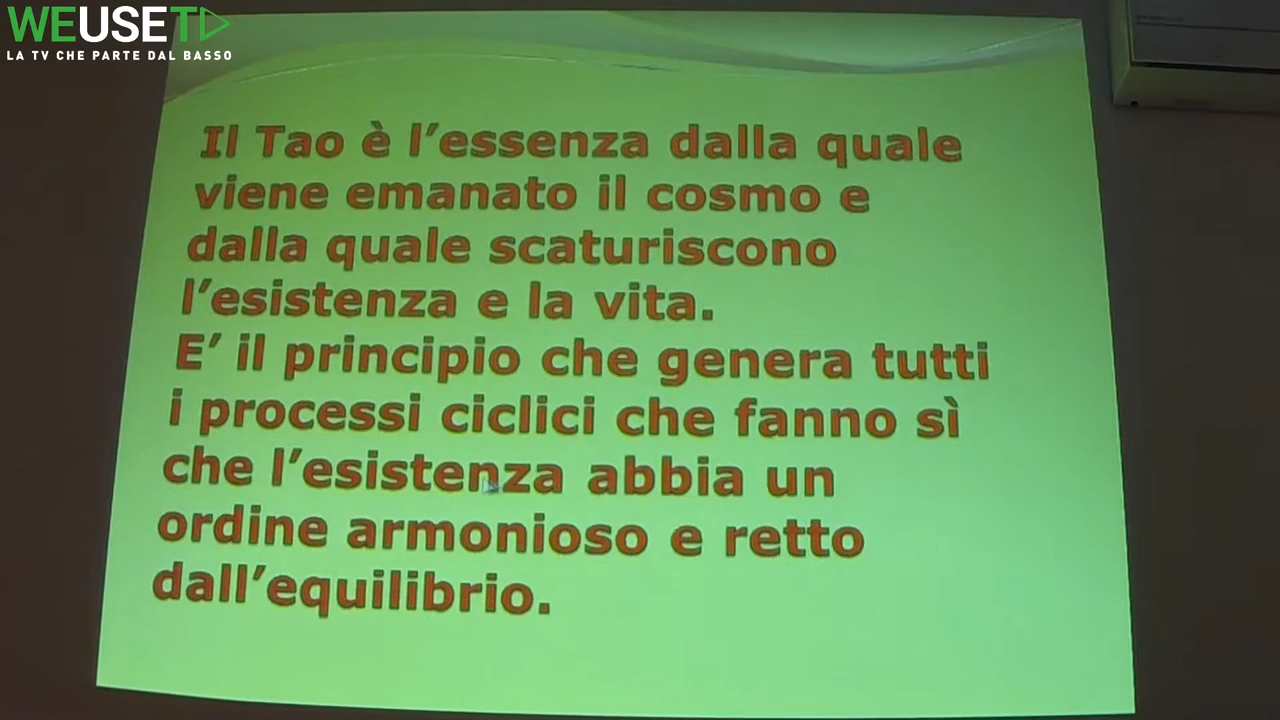 WEUSETV
LA TV CHE PARTE DAL BASSO
Il Tao è l’essenza dalla quale
viene emanato il cosmo e
dalla quale scaturiscono
l’esistenza e la vita.
E’ il principio che genera tutti
i processi ciclici che fanno sì
che l’esistenza abbia un
ordine armonioso e retto
dall’equilibrio.